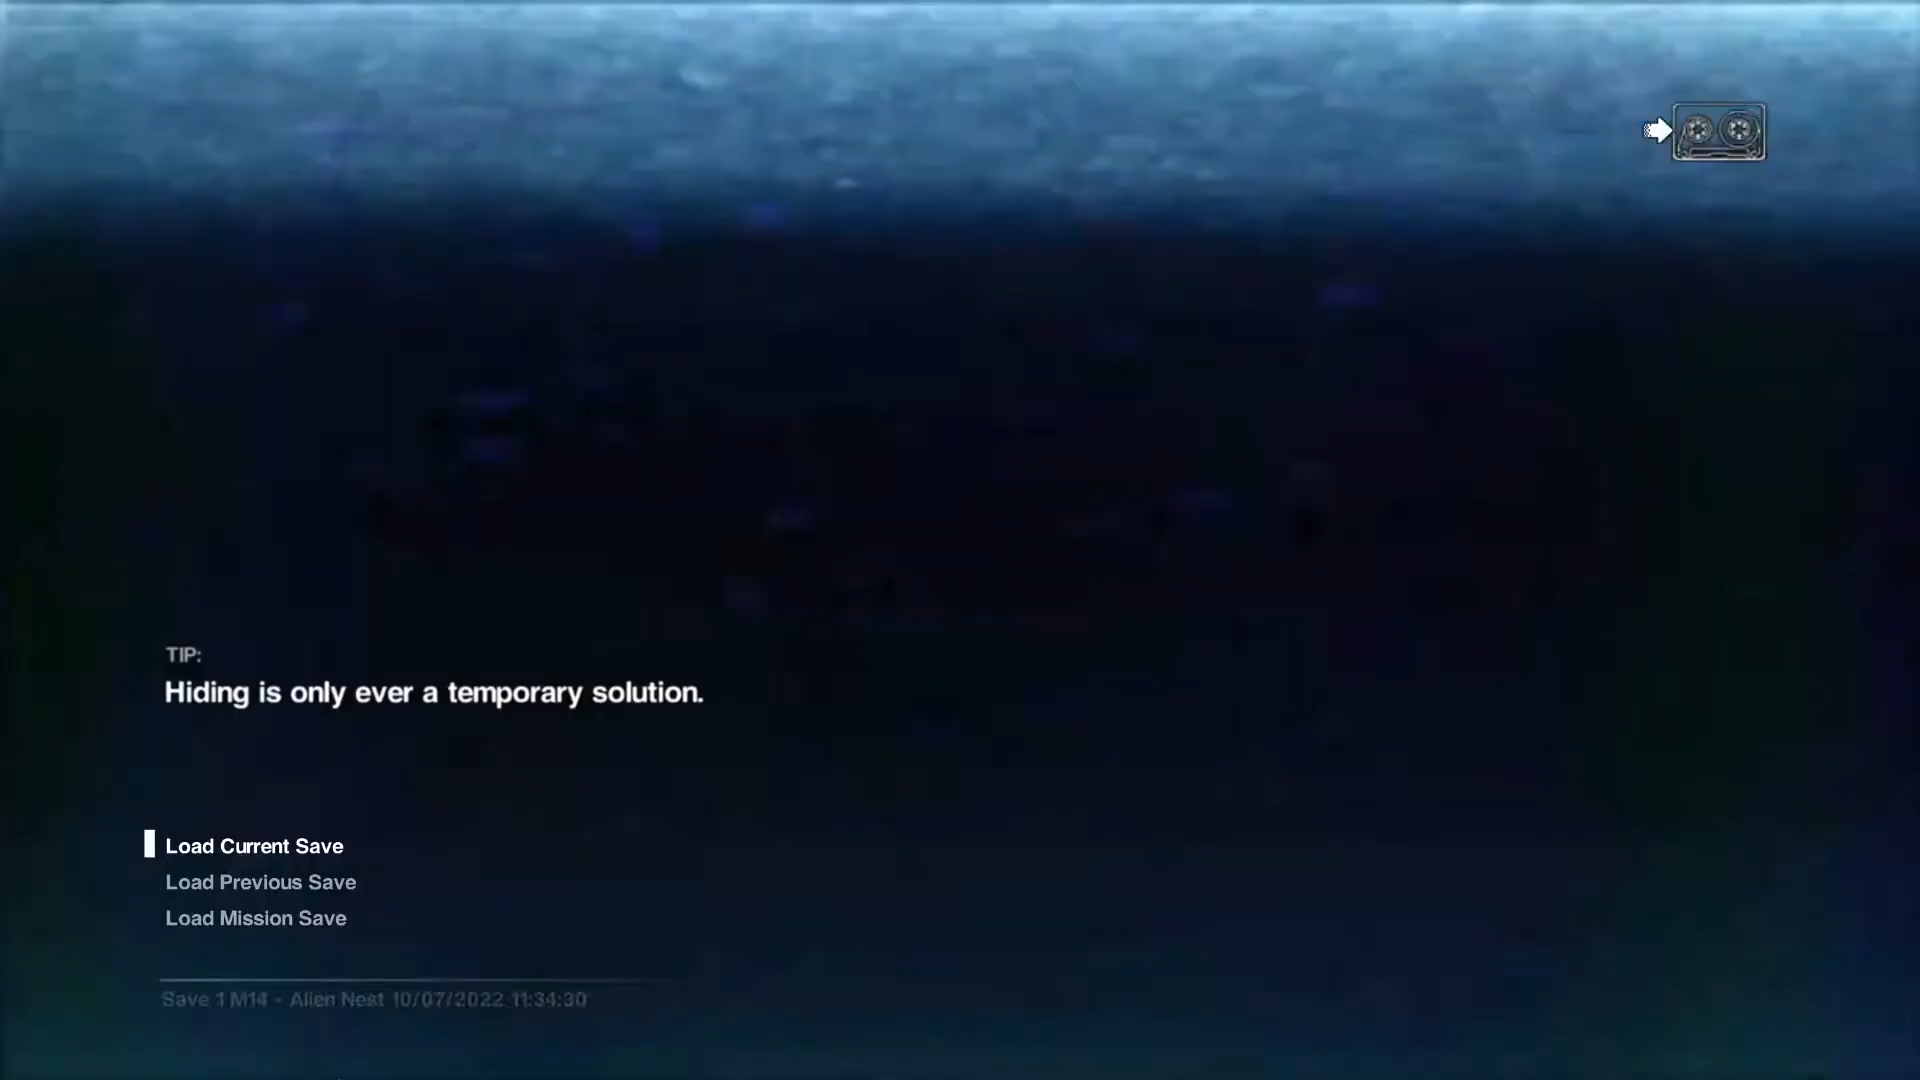 TIP:
Hiding is only ever a temporary solution.
Load Current Save
Load Previous Save
Load Mission Save
Save 1 M14 - Alien Nest 10/07/2022 11:34:30